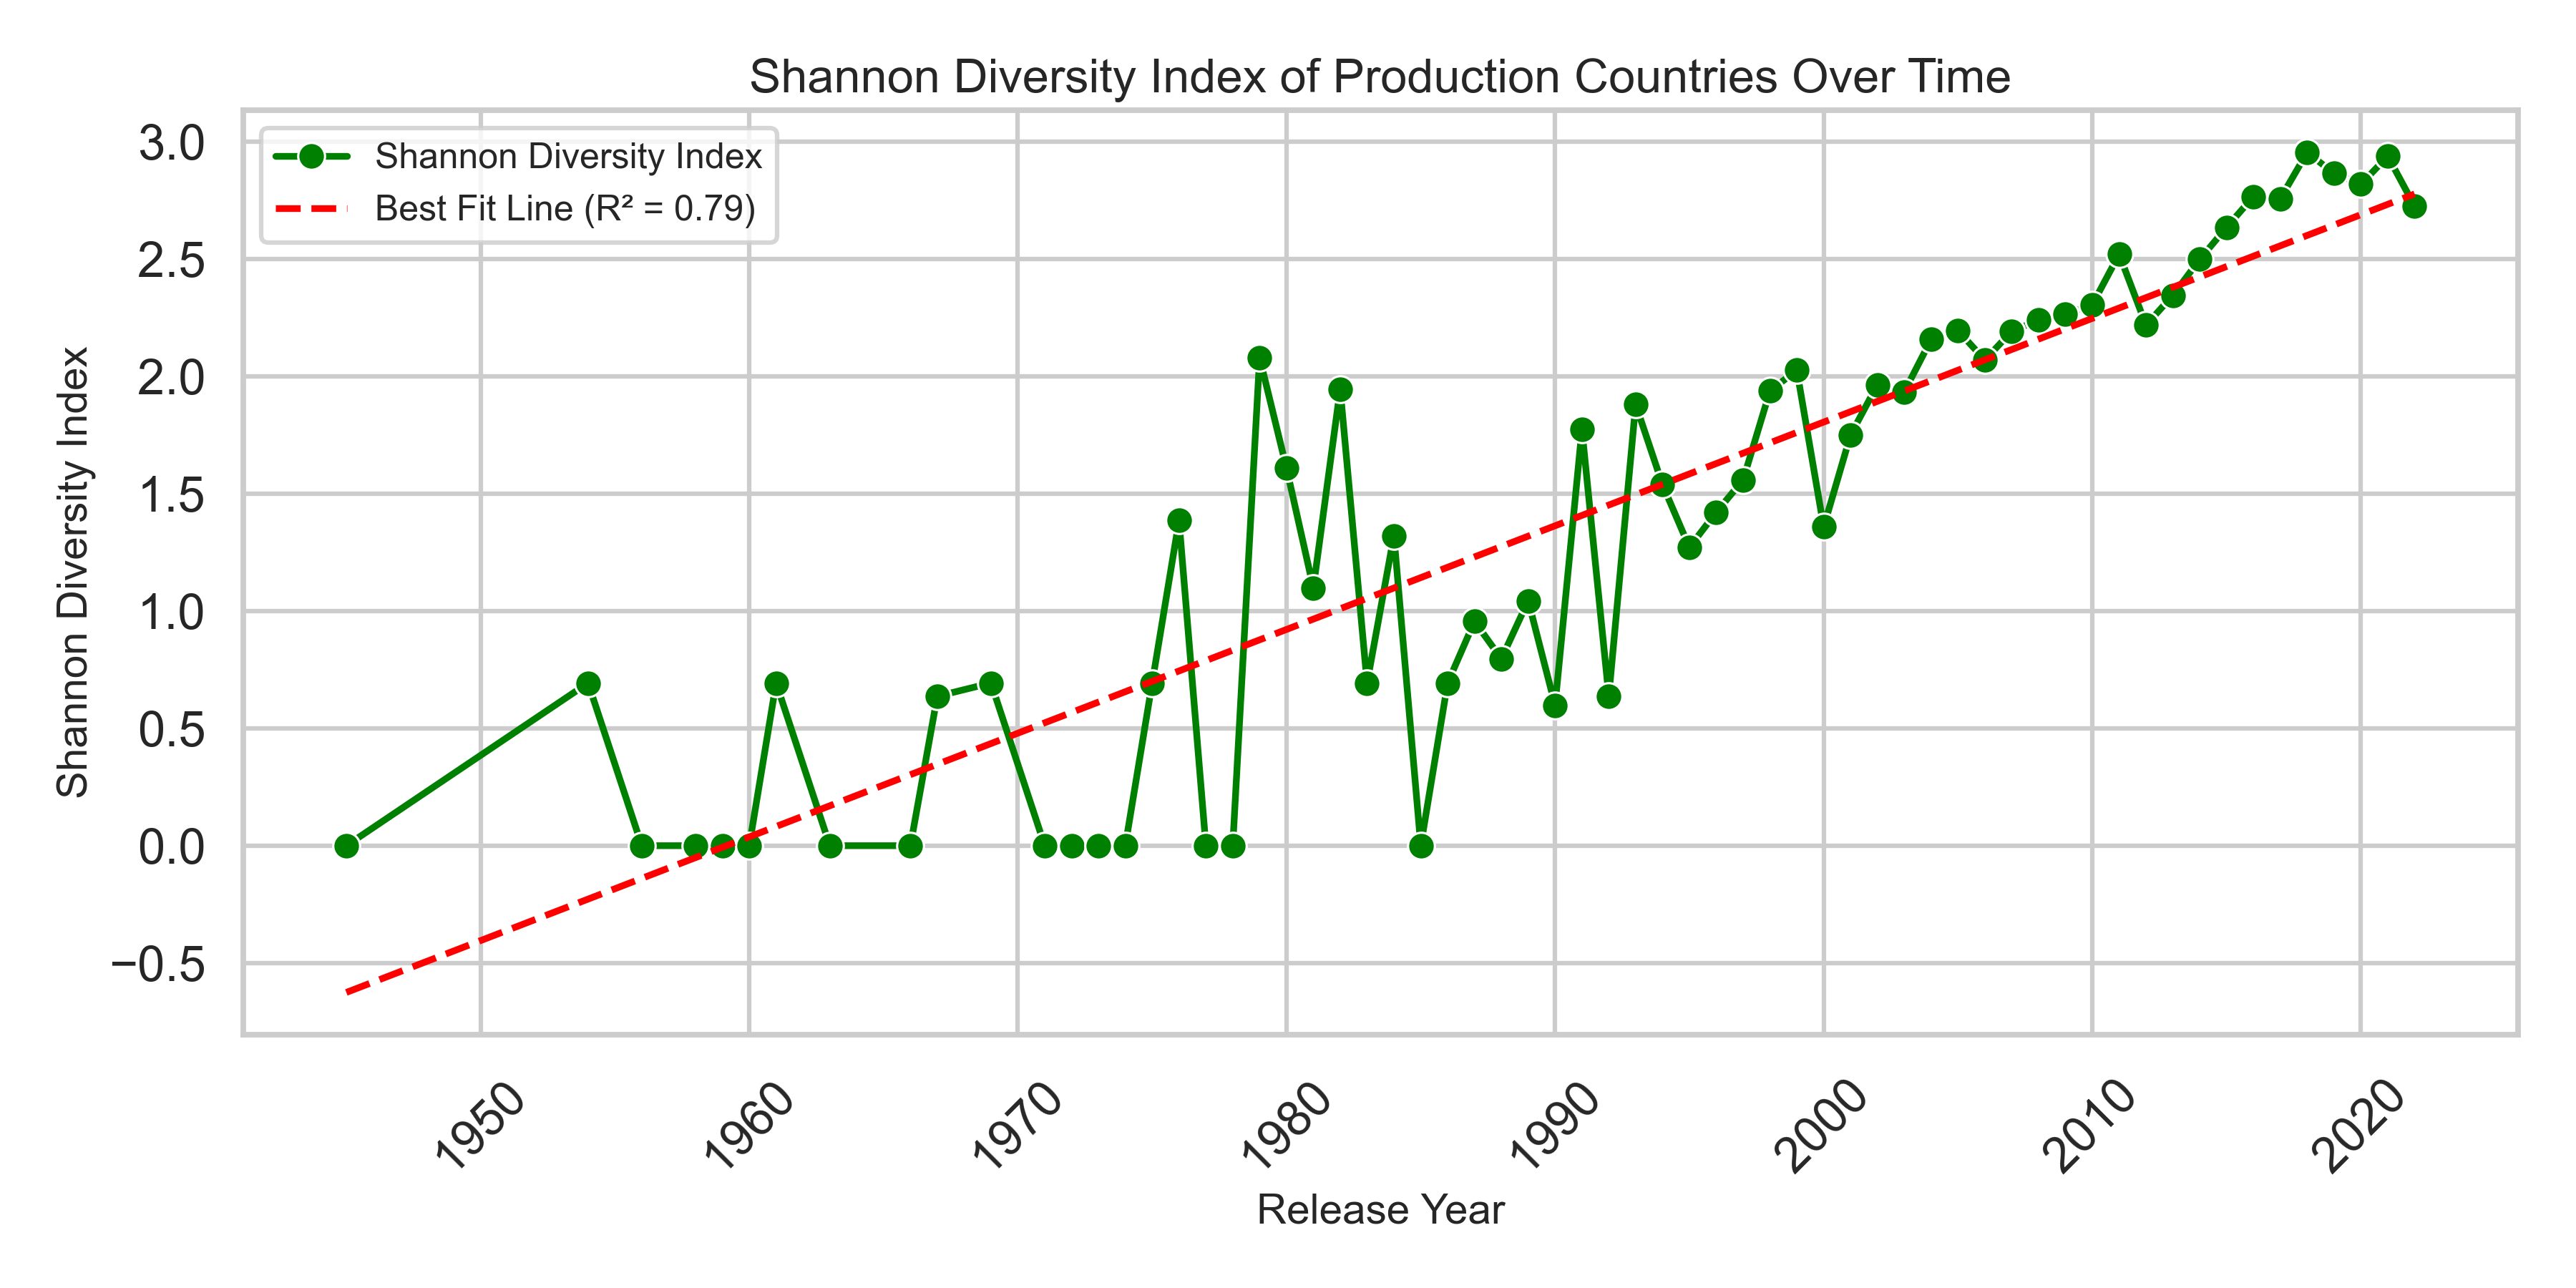 Shannon Diversity Index of Production Countries Over Time
Shannon Diversity Index
Best Fit Line (R² = 0.79)
Shannon Diversity Index
3.0
2.5
2.0
1.5
1.0
0.5
0.0
−0.5
1950 1960 1970 1980 1990 2000 2010 2020
Release Year